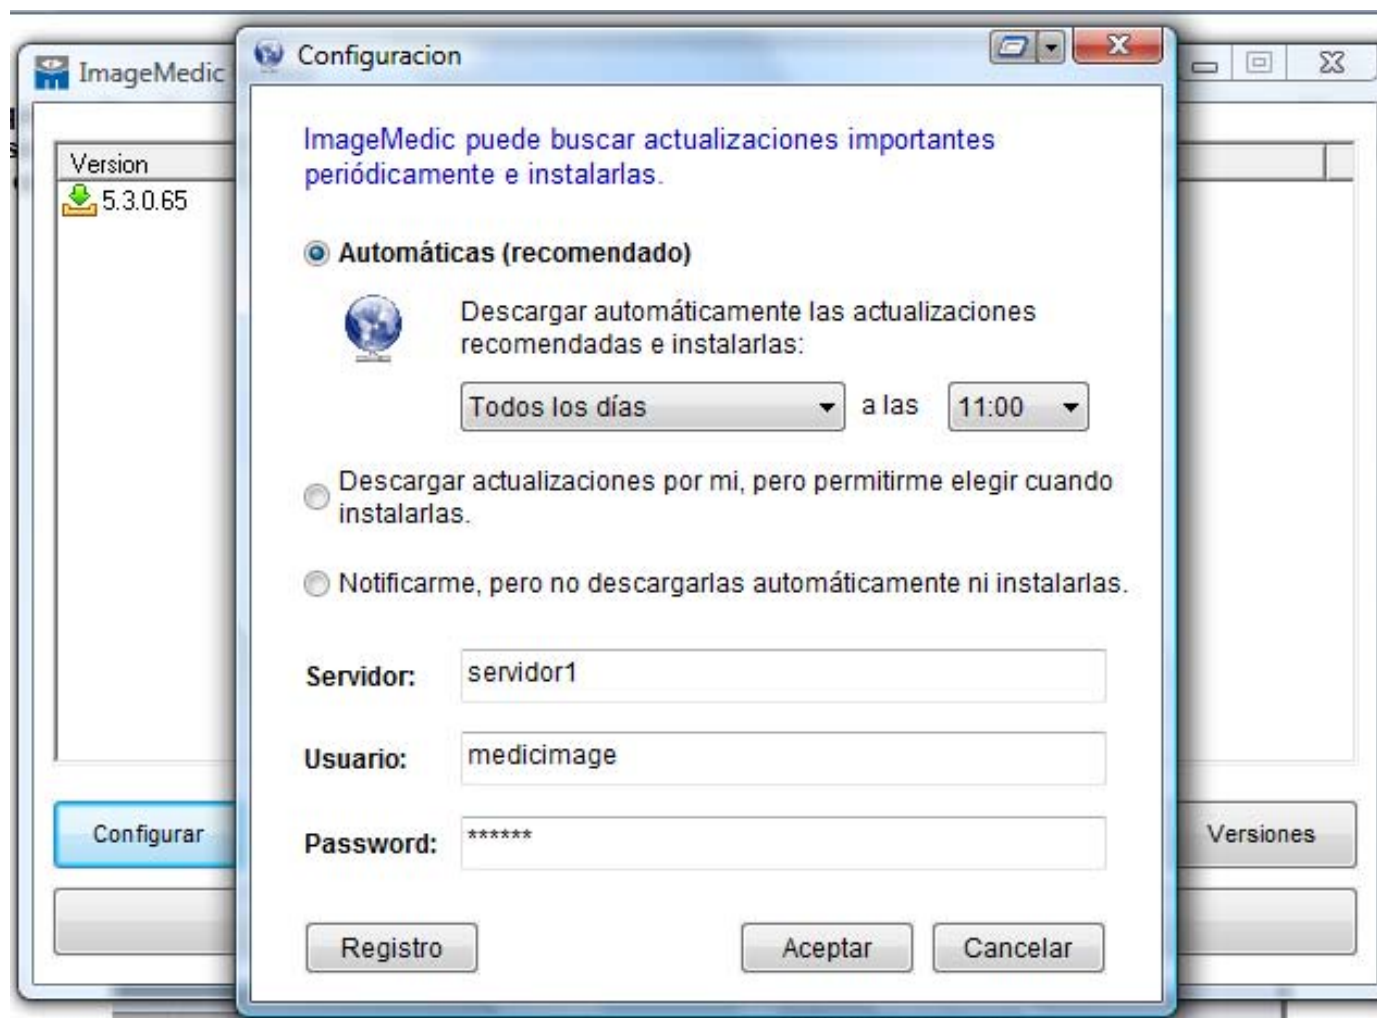 ImageMedic
Configuracion
ImageMedic puede buscar actualizaciones importantes
periódicamente e instalarlas.
Version
5.3.0.65
Automáticas (recomendado)
Descargar automáticamente las actualizaciones
recomendadas e instalarlas:
Todos los días a las 11:00
Descargar actualizaciones por mi, pero permitirme elegir cuando
instalarlas.
Notificarme, pero no descargarlas automáticamente ni instalarlas.
Servidor: servidor1
Usuario: medicimage
Password: ******
Configurar
Versiones
Registro
Aceptar
Cancelar